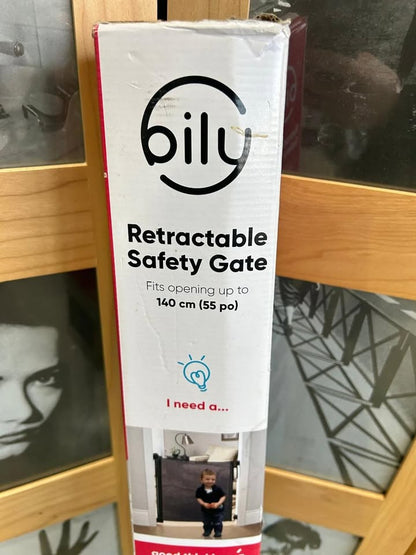 bily
Retractable
Safety Gate
Fits opening up to
140 cm (55 po)
I need a...